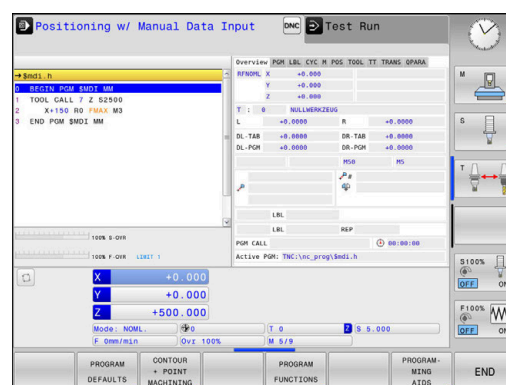 Positioning w/ Manual Data Input
DNC
Test Run
Overview PGM LBL CYC M POS TOOL TT TRANS QPARA
→$mdi.h
0 BEGIN PGM $MDI MM
1 TOOL CALL 7 Z S2500
2 X+150 R0 FMAX M3
3 END PGM $MDI MM
RFNOML X +0.000
Y +0.000
Z +0.000
T : 0 NULLWERKZEUG
L +0.0000 R +0.0000
DL-TAB +0.0000 DR-TAB +0.0000
DL-PGM +0.0000 DR-PGM +0.0000
M50 M5
P#
LBL
LBL REP
PGM CALL 00:00:00
Active PGM: TNC:\nc_prog\$mdi.h
100% S-OVR
100% F-OVR LIMIT 1
X +0.000
Y +0.000
Z +500.000
Mode: NOML. 0 T 0 Z S 5.000
F 0mm/min Ovr 100% M 5/9
M
S
T
S100%
OFF ON
F100%
OFF ON
PROGRAM DEFAULTS
CONTOUR + POINT MACHINING
PROGRAM FUNCTIONS
PROGRAM-MING AIDS
END